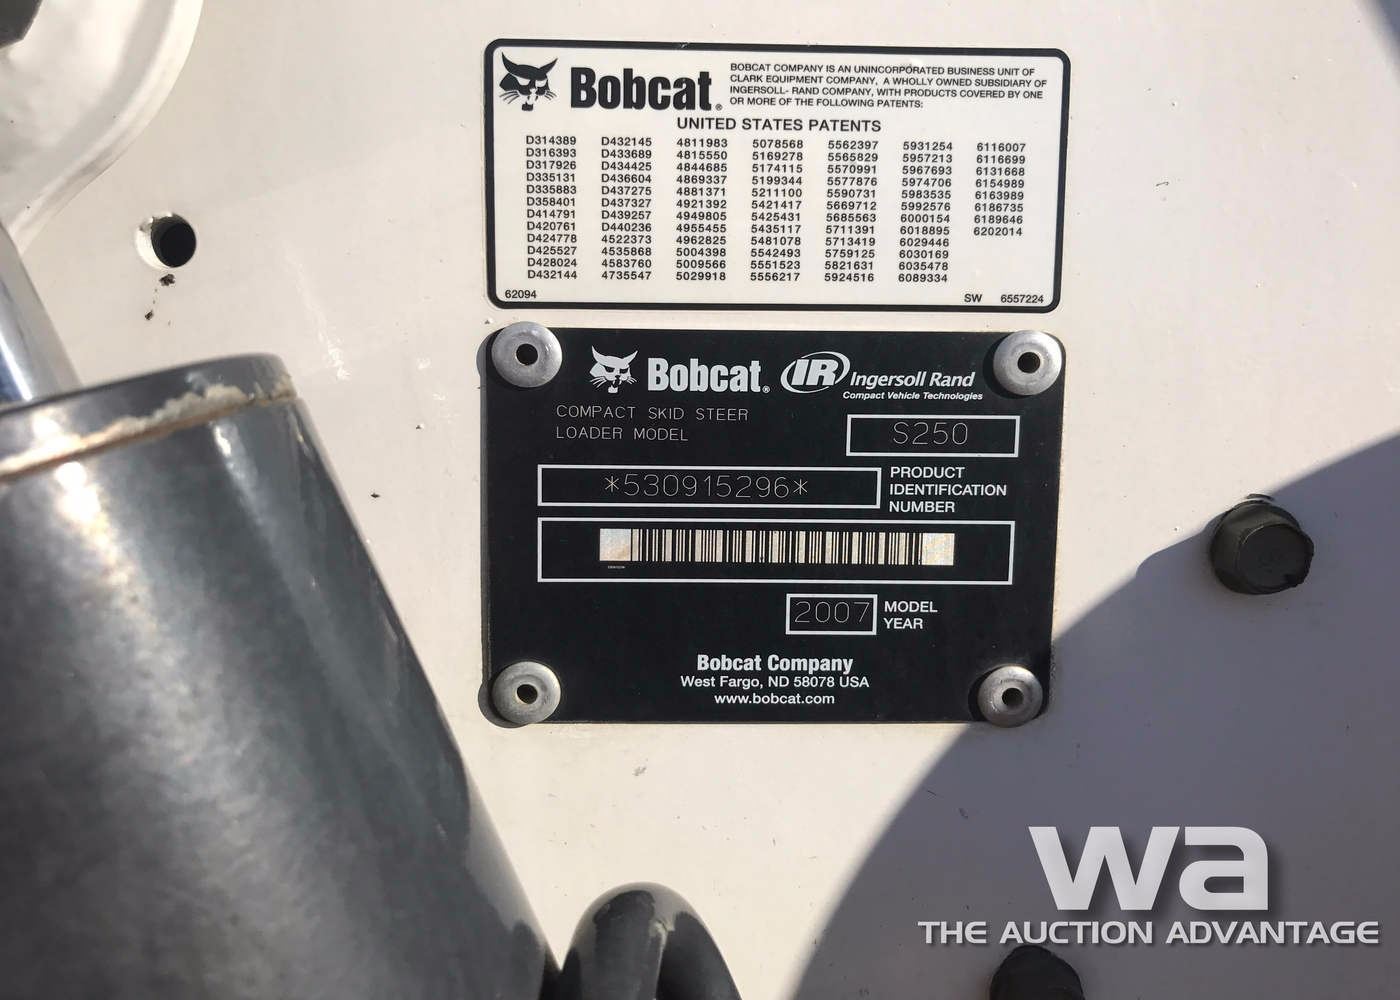 Bobcat.
BOBCAT COMPANY IS AN UNINCORPORATED BUSINESS UNIT OF
CLARK EQUIPMENT COMPANY, A WHOLLY OWNED SUBSIDIARY OF
INGERSOLL- RAND COMPANY, WITH PRODUCTS COVERED BY ONE
OR MORE OF THE FOLLOWING PATENTS:
UNITED STATES PATENTS
D314389 D432145 4811983 5078568 5562397 5931254 6116007
D316393 D433689 4815550 5169278 5565829 5957213 6116699
D317926 D434425 4844685 5174115 5570991 5967693 6131668
D335131 D436604 4869337 5199344 5577876 5974706 6154989
D335883 D437275 4881371 5211100 5590731 5983535 6163989
D358401 D437327 4921392 5421417 5669712 5992576 6186735
D414791 D439257 4949805 5425431 5685563 6000154 6189646
D420761 D440236 4955455 5435117 5711391 6018895 6202014
D424778 4522373 4962825 5481078 5713419 6029446
D425527 4535868 5004398 5542493 5759125 6030169
D428024 4583760 5009566 5551523 5821631 6035478
D432144 4735547 5029918 5556217 5924516 6089334
62094 SW 6557224
Bobcat® IR Ingersoll Rand
Compact Vehicle Technologies
COMPACT SKID STEER
LOADER MODEL
S250
*530915296*
PRODUCT
IDENTIFICATION
NUMBER
2007
MODEL
YEAR
Bobcat Company
West Fargo, ND 58078 USA
www.bobcat.com
wa
THE AUCTION ADVANTAGE